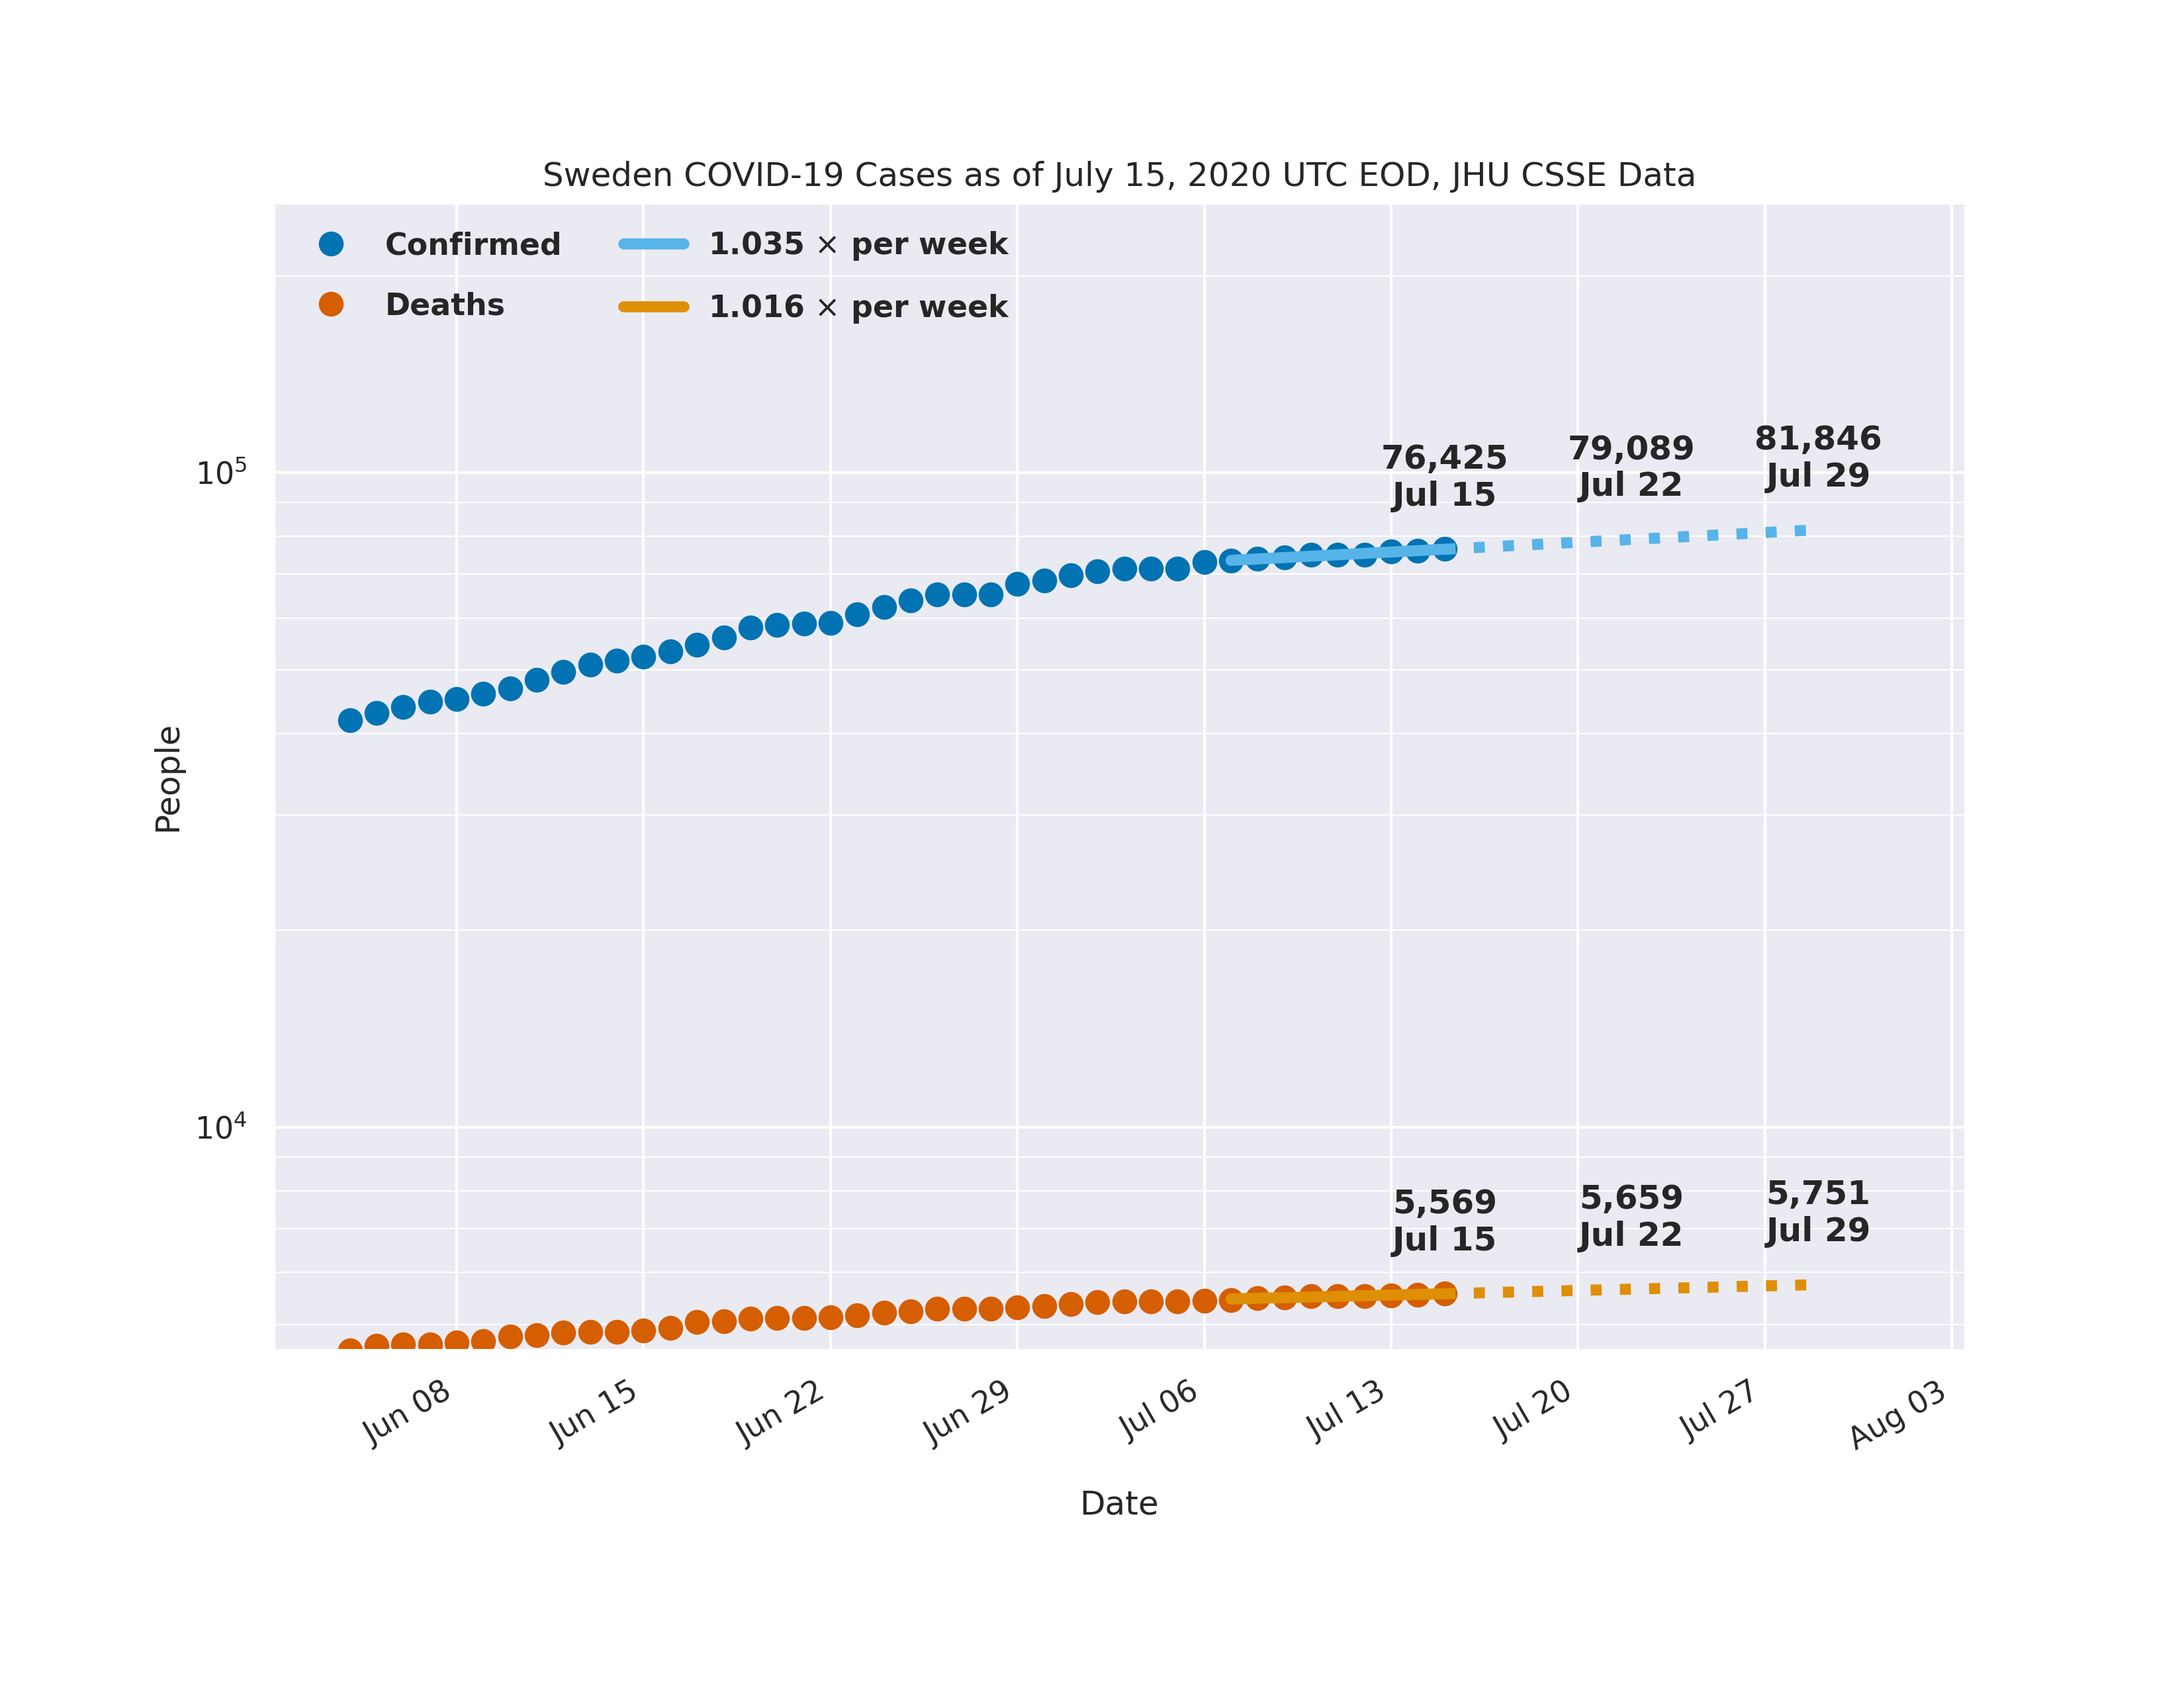 Sweden COVID-19 Cases as of July 15, 2020 UTC EOD, JHU CSSE Data
Confirmed
Deaths
1.035 × per week
1.016 × per week
76,425
Jul 15
79,089
Jul 22
81,846
Jul 29
10⁵
People
10⁴
5,569
Jul 15
5,659
Jul 22
5,751
Jul 29
Jun 08
Jun 15
Jun 22
Jun 29
Jul 06
Jul 13
Jul 20
Jul 27
Aug 03
Date